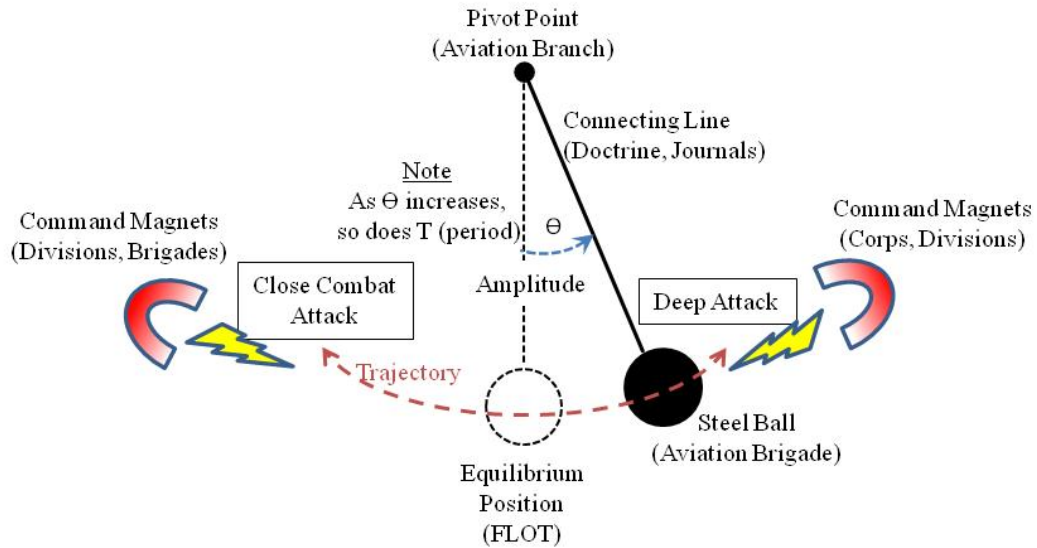 Pivot Point
(Aviation Branch)
Connecting Line
(Doctrine, Journals)
Note
As Θ increases,
so does T (period)
Θ
Command Magnets
(Divisions, Brigades)
Command Magnets
(Corps, Divisions)
Close Combat
Attack
Amplitude
Deep Attack
Trajectory
Steel Ball
(Aviation Brigade)
Equilibrium
Position
(FLOT)